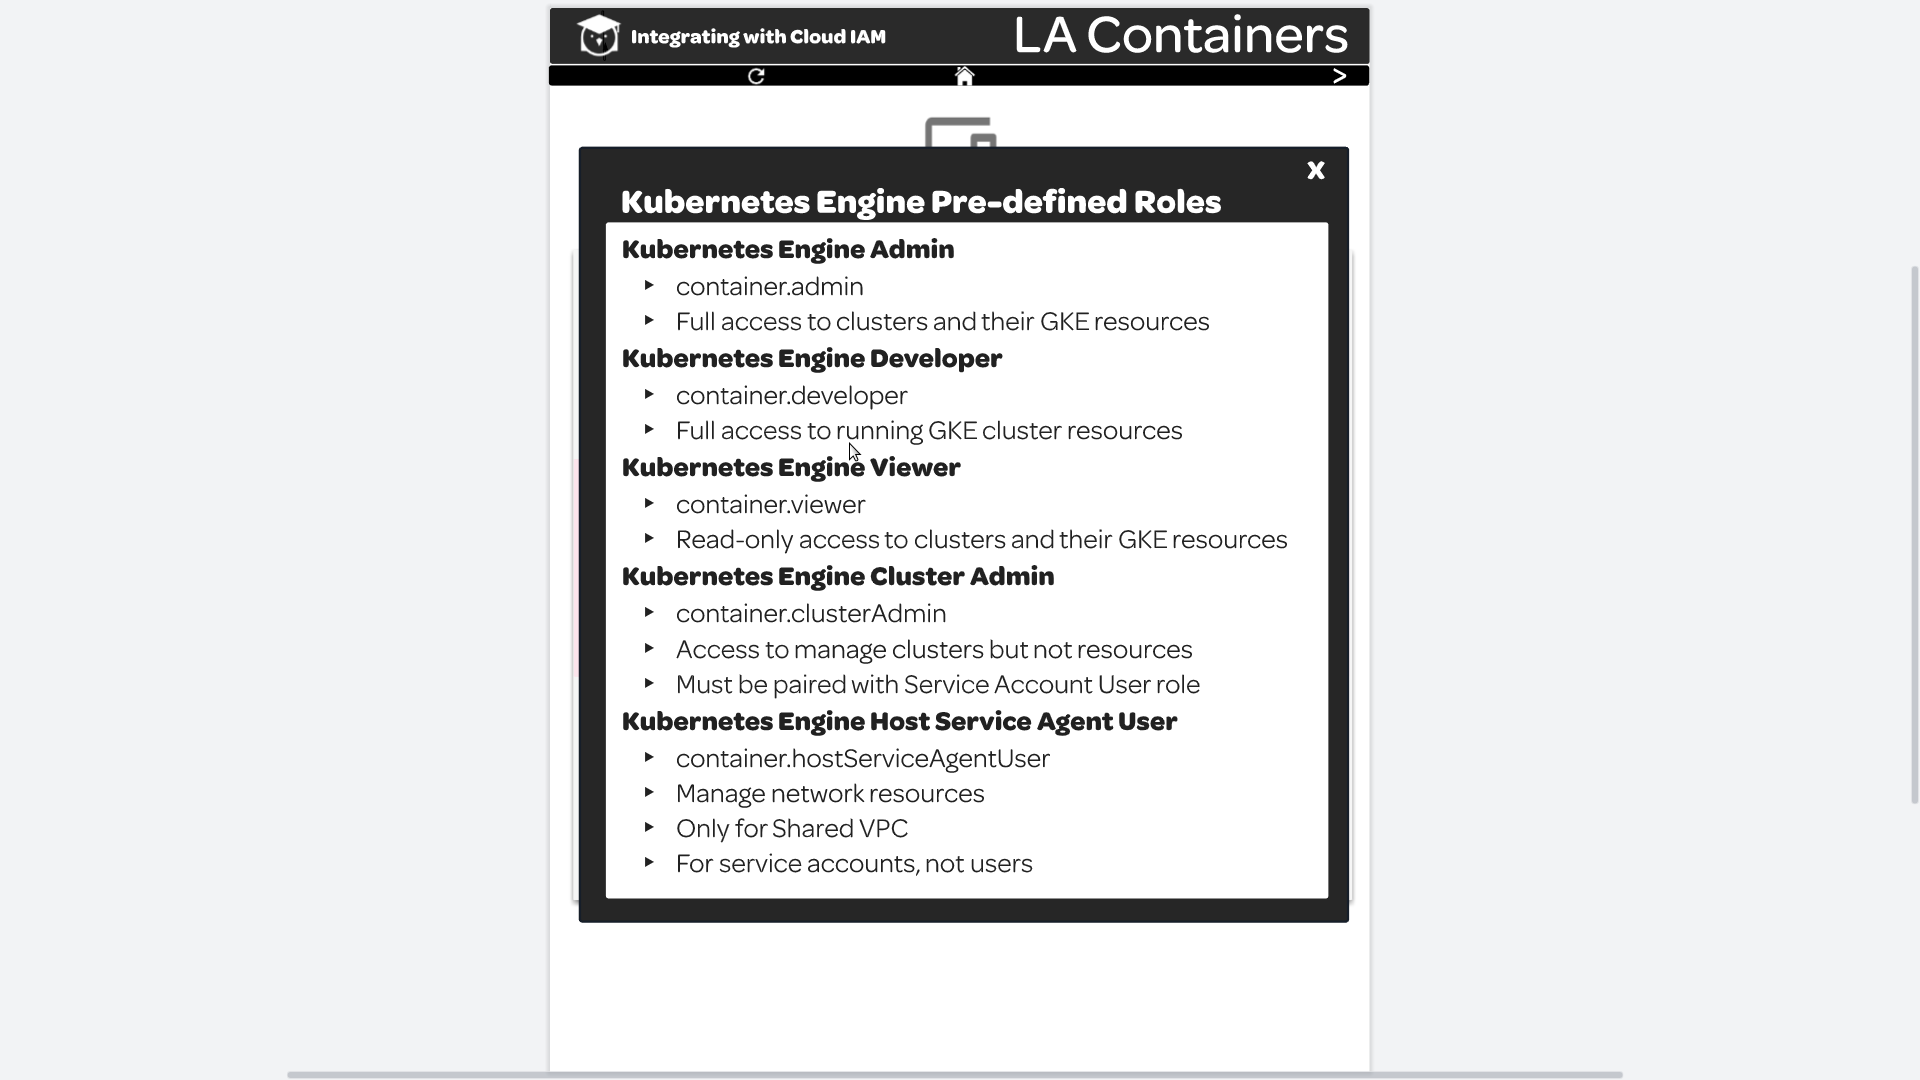 Integrating with Cloud IAM
LA Containers
>
X
Kubernetes Engine Pre-defined Roles
Kubernetes Engine Admin
container.admin
Full access to clusters and their GKE resources
Kubernetes Engine Developer
container.developer
Full access to running GKE cluster resources
Kubernetes Engine Viewer
container.viewer
Read-only access to clusters and their GKE resources
Kubernetes Engine Cluster Admin
container.clusterAdmin
Access to manage clusters but not resources
Must be paired with Service Account User role
Kubernetes Engine Host Service Agent User
container.hostServiceAgentUser
Manage network resources
Only for Shared VPC
For service accounts, not users